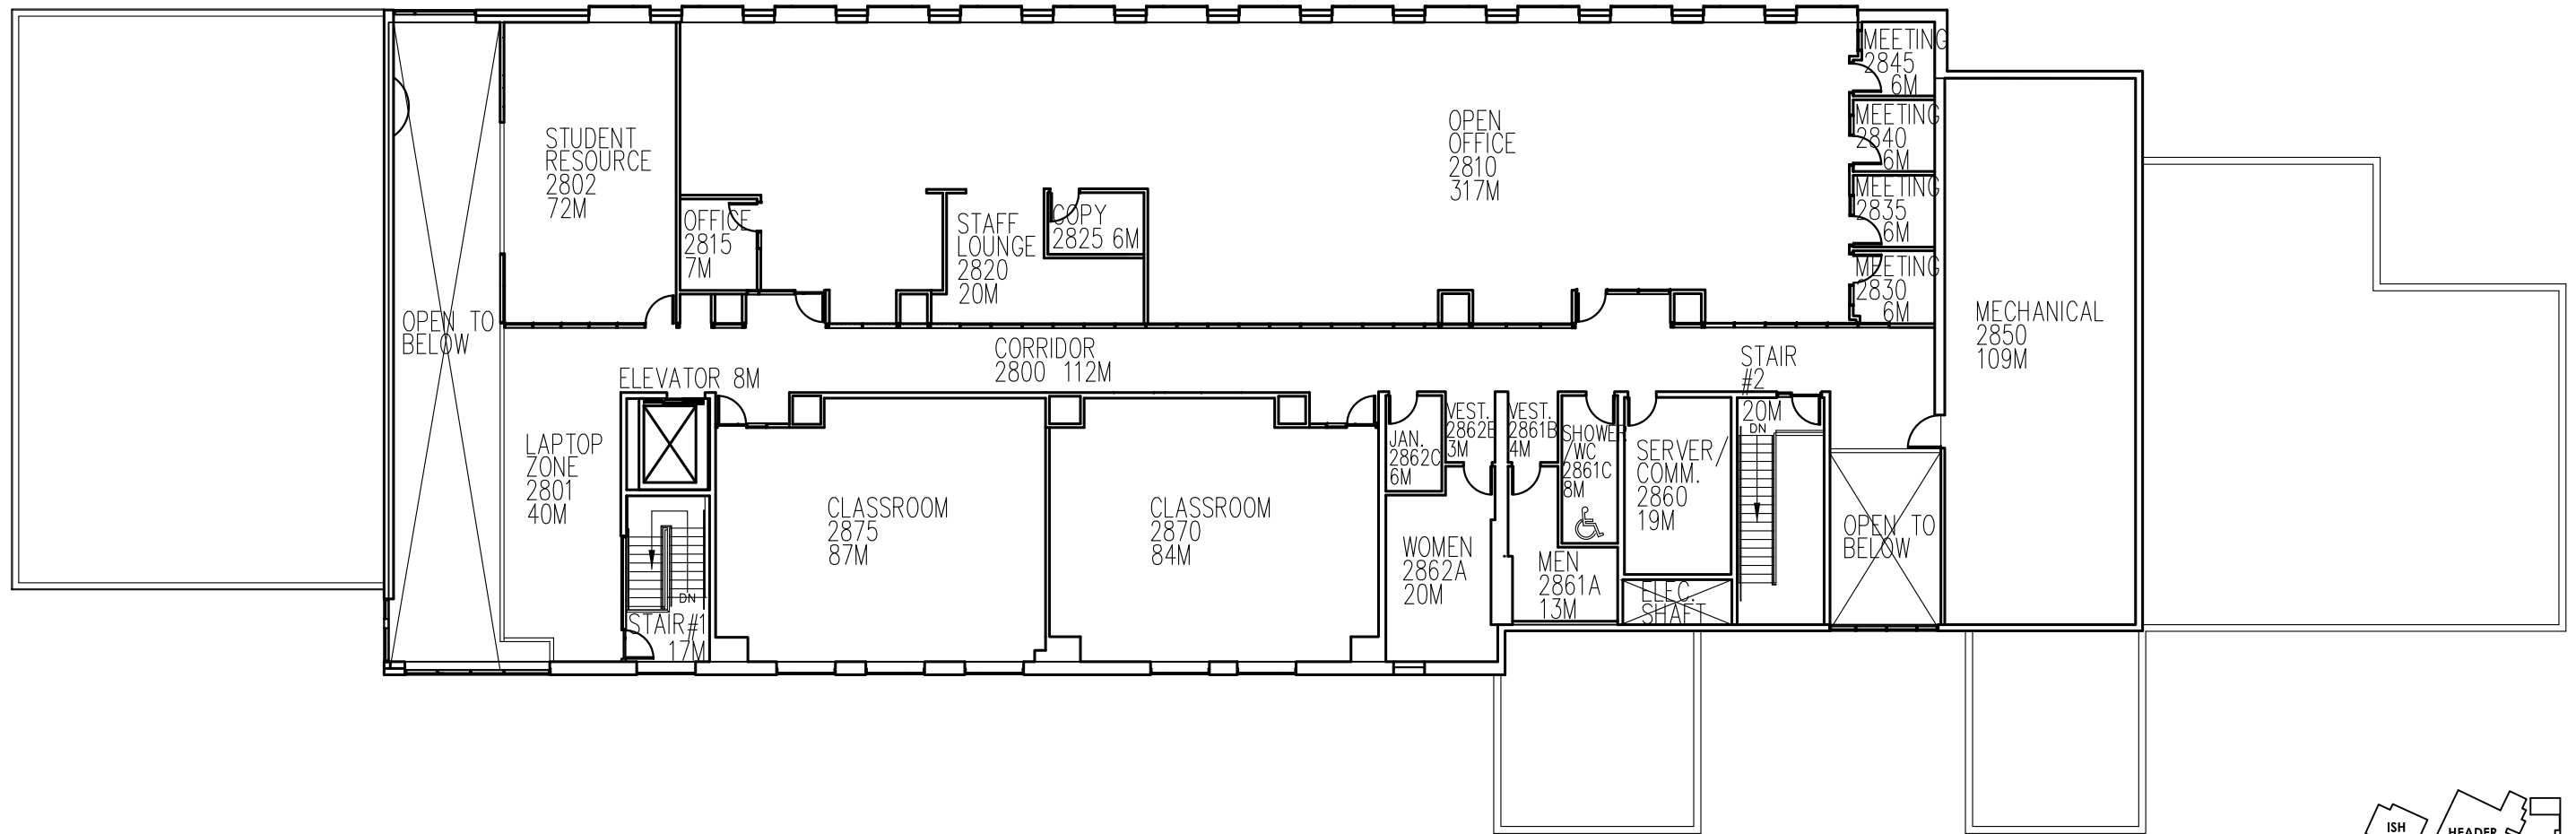 MEETING
2845
6M
MEETING
2840
6M
MEETING
2835
6M
MEETING
2830
6M
STUDENT
RESOURCE
2802
72M
OPEN
OFFICE
2810
317M
OFFICE
2815
7M
STAFF
LOUNGE
2820
20M
COPY
2825 6M
OPEN TO
BELOW
MECHANICAL
2850
109M
CORRIDOR
2800 112M
ELEVATOR 8M
STAIR
#2
20M
DN
LAPTOP
ZONE
2801
40M
CLASSROOM
2875
87M
CLASSROOM
2870
84M
JAN.
2862C
6M
VEST.
2862B
3M
VEST.
2861B
4M
SHOWER
/WC
2861C
8M
SERVER/
COMM.
2860
19M
OPEN TO
BELOW
WOMEN
2862A
20M
MEN
2861A
13M
ELEC.
SHAFT
DN
STAIR#1
17M
ISH
HEADER